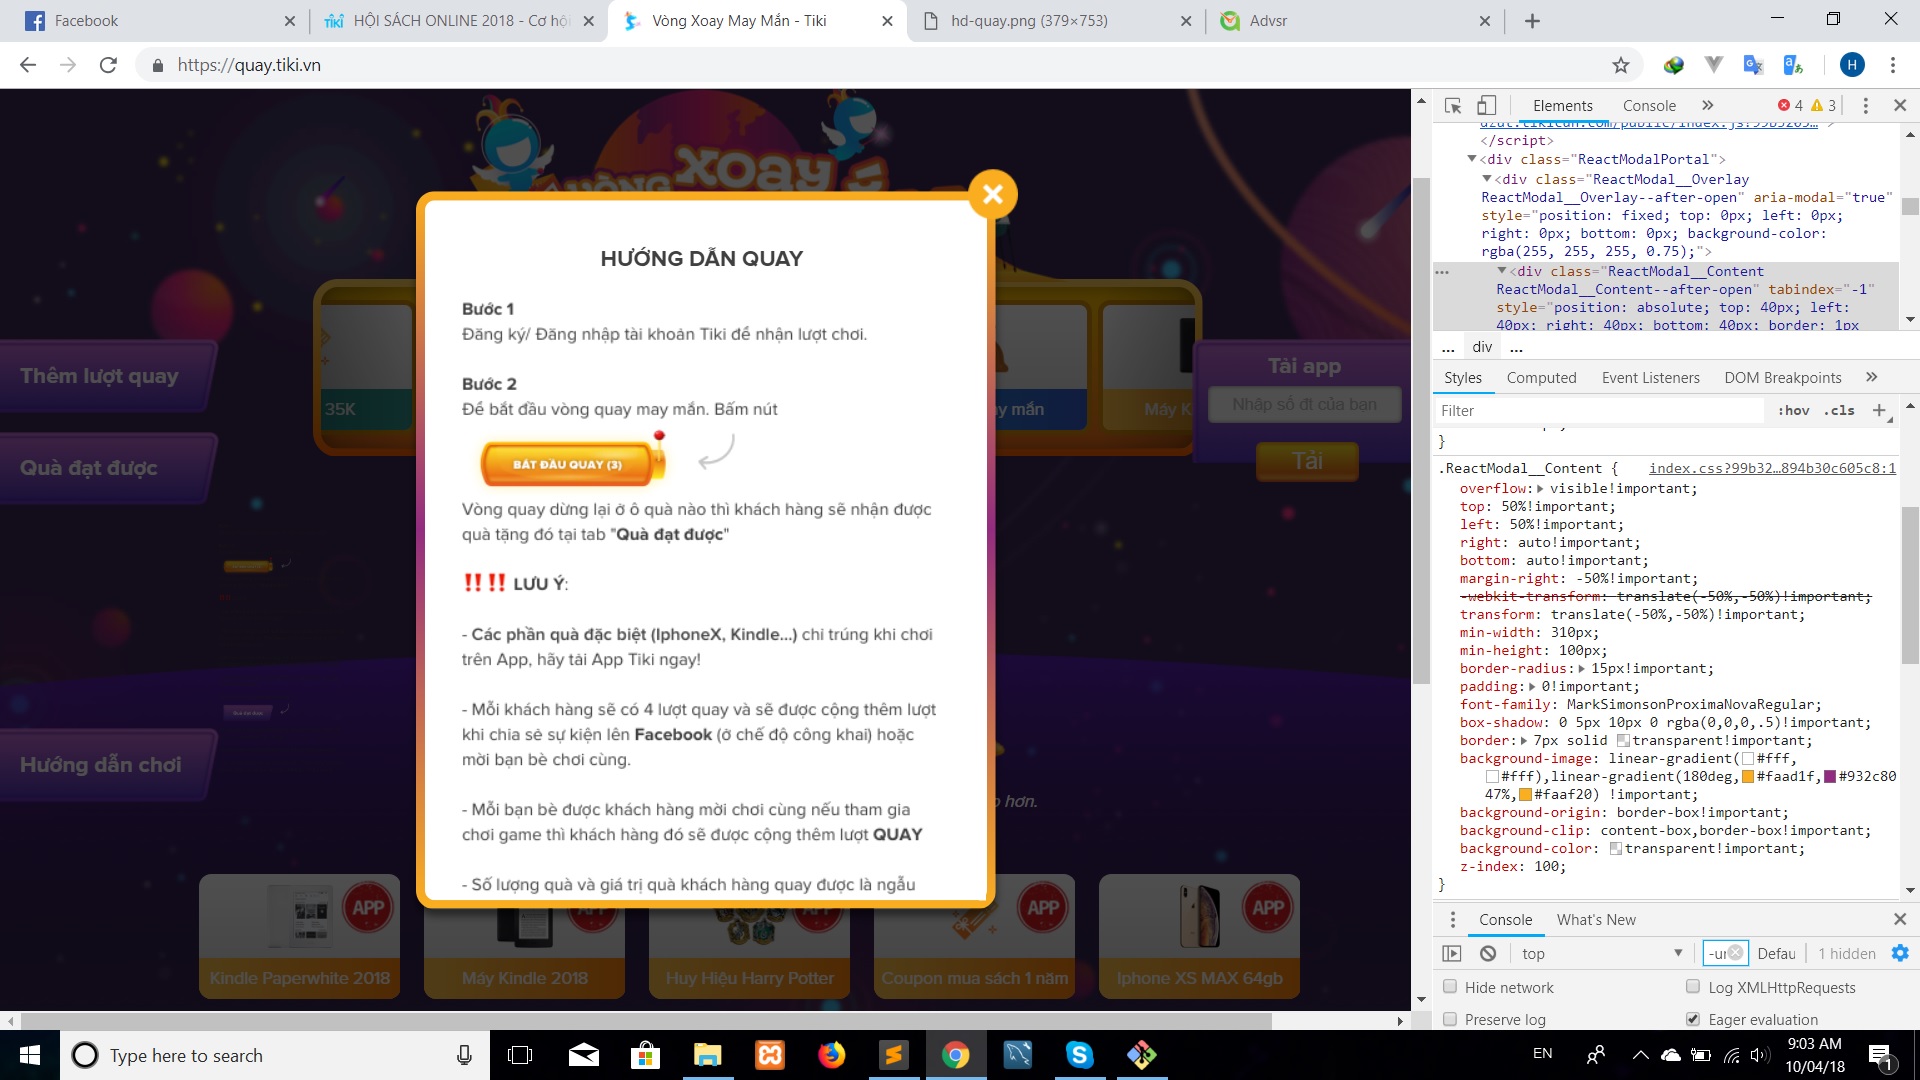 Facebook
HỘI SÁCH ONLINE 2018 - Cơ hội
Vòng Xoay May Mắn - Tiki
hd-quay.png (379×753)
Advsr
https://quay.tiki.vn
H
VÒNG xoay
HƯỚNG DẪN QUAY
Bước 1
Đăng ký/ Đăng nhập tài khoản Tiki để nhận lượt chơi.
Bước 2
Để bắt đầu vòng quay may mắn. Bấm nút
BẮT ĐẦU QUAY (3)
Vòng quay dừng lại ở ô quà nào thì khách hàng sẽ nhận được
quà tặng đó tại tab "Quà đạt được"
!! !! LƯU Ý:
- Các phần quà đặc biệt (IphoneX, Kindle...) chỉ trúng khi chơi
trên App, hãy tải App Tiki ngay!
- Mỗi khách hàng sẽ có 4 lượt quay và sẽ được cộng thêm lượt
khi chia sẻ sự kiện lên Facebook (ở chế độ công khai) hoặc
mời bạn bè chơi cùng.
- Mỗi bạn bè được khách hàng mời chơi cùng nếu tham gia
chơi game thì khách hàng đó sẽ được cộng thêm lượt QUAY
- Số lượng quà và giá trị quà khách hàng quay được là ngẫu
Thêm lượt quay
Quà đạt được
Hướng dẫn chơi
35K
mắn
Máy K
Tải app
Nhập số đt của bạn
Tải
hơn.
APP
APP
APP
APP
APP
Kindle Paperwhite 2018
Máy Kindle 2018
Huy Hiệu Harry Potter
Coupon mua sách 1 năm
Iphone XS MAX 64gb
Elements
Console
4
3
</script>
<div class="ReactModalPortal">
<div class="ReactModal__Overlay
ReactModal__Overlay--after-open" aria-modal="true"
style="position: fixed; top: 0px; left: 0px;
right: 0px; bottom: 0px; background-color:
rgba(255, 255, 255, 0.75);">
<div class="ReactModal__Content
ReactModal__Content--after-open" tabindex="-1"
style="position: absolute; top: 40px; left:
40px; right: 40px; bottom: 40px; border: 1px
... div ...
Styles
Computed
Event Listeners
DOM Breakpoints
Filter
:hov
.cls
}
.ReactModal__Content {
index.css?99b32…894b30c605c8:1
overflow: visible!important;
top: 50%!important;
left: 50%!important;
right: auto!important;
bottom: auto!important;
margin-right: -50%!important;
-webkit-transform: translate(-50%,-50%)!important;
transform: translate(-50%,-50%)!important;
min-width: 310px;
min-height: 100px;
border-radius: 15px!important;
padding: 0!important;
font-family: MarkSimonsonProximaNovaRegular;
box-shadow: 0 5px 10px 0 rgba(0,0,0,.5)!important;
border: 7px solid transparent!important;
background-image: linear-gradient(#fff,
#fff),linear-gradient(180deg,#faad1f,#932c80
47%,#faaf20) !important;
background-origin: border-box!important;
background-clip: content-box,border-box!important;
background-color: transparent!important;
z-index: 100;
}
Console
What's New
top
Defau
1 hidden
Hide network
Log XMLHttpRequests
Preserve log
Eager evaluation
Type here to search
EN
9:03 AM
10/04/18
1